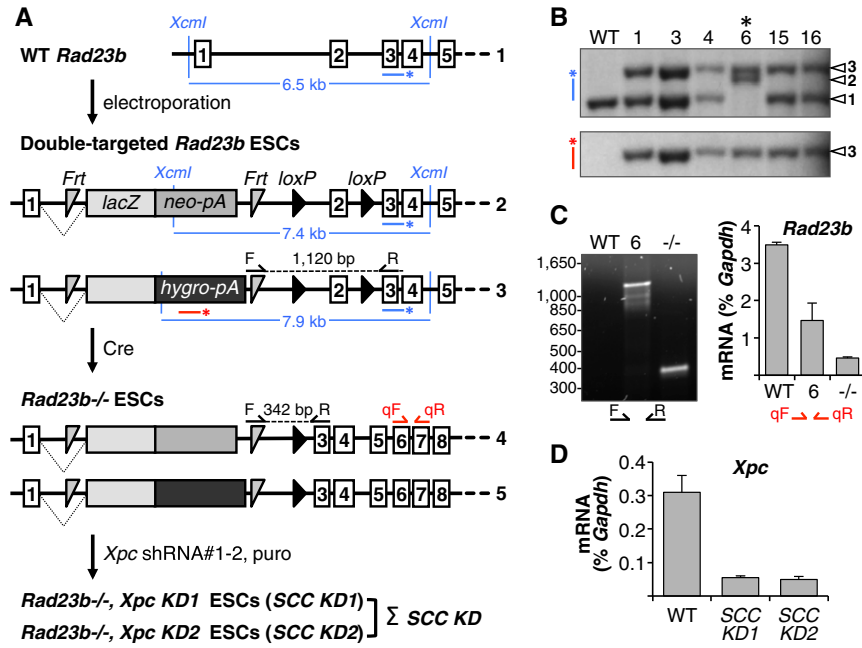 A
XcmI XcmI
WT Rad23b 1 2 3 4 5 1
*
6.5 kb
electroporation
Double-targeted Rad23b ESCs
XcmI XcmI
Frt Frt loxP loxP
1 lacZ neo-pA 2 3 4 5 2
*
7.4 kb
F 1,120 bp R
1 hygro-pA 2 3 4 5 3
* *
7.9 kb
Cre
Rad23b-/- ESCs
F 342 bp R qF qR
1 3 4 5 6 7 8 4
1 3 4 5 6 7 8 5
Xpc shRNA#1-2, puro
Rad23b-/-, Xpc KD1 ESCs (SCC KD1)
Rad23b-/-, Xpc KD2 ESCs (SCC KD2)
Σ SCC KD
B
*
WT 1 3 4 6 15 16
*
3
2
1
*
3
C
WT 6 -/-
1,650
1,000
850
650
500
400
300
F R
Rad23b
mRNA (% Gapdh)
4
3
2
1
WT 6 -/-
qF qR
D
Xpc
mRNA
(% Gapdh)
0.4
0.3
0.2
0.1
WT SCC KD1 SCC KD2